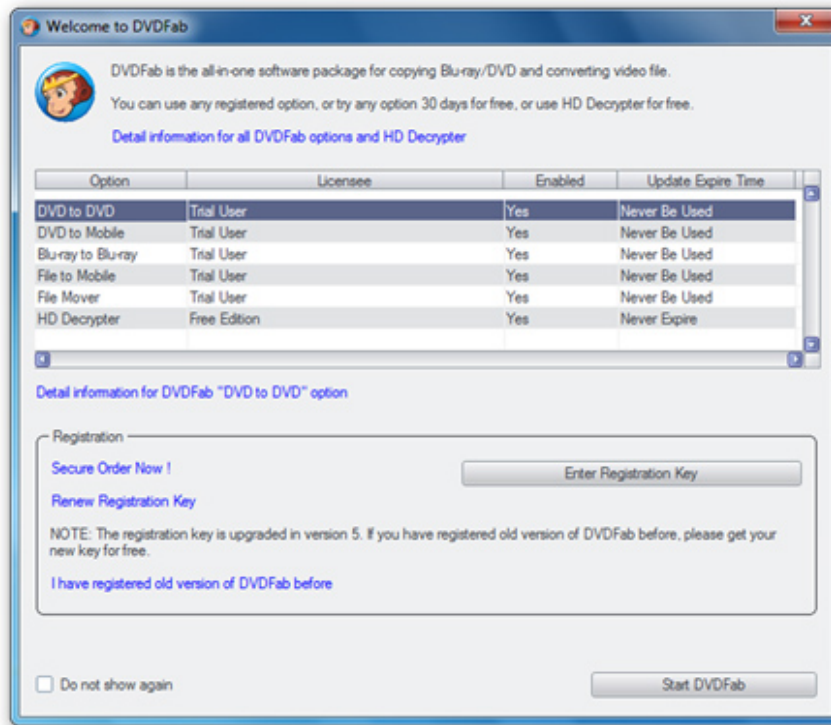 Welcome to DVDFab
DVDFab is the all-in-one software package for copying Blu-ray/DVD and converting video file.
You can use any registered option, or try any option 30 days for free, or use HD Decrypter for free.
Detail information for all DVDFab options and HD Decrypter
Option Licensee Enabled Update Expire Time
DVD to DVD Trial User Yes Never Be Used
DVD to Mobile Trial User Yes Never Be Used
Blu-ray to Blu-ray Trial User Yes Never Be Used
File to Mobile Trial User Yes Never Be Used
File Mover Trial User Yes Never Be Used
HD Decrypter Free Edition Yes Never Expire
Detail information for DVDFab "DVD to DVD" option
Registration
Secure Order Now !
Enter Registration Key
Renew Registration Key
NOTE: The registration key is upgraded in version 5. If you have registered old version of DVDFab before, please get your
new key for free.
I have registered old version of DVDFab before
Do not show again
Start DVDFab